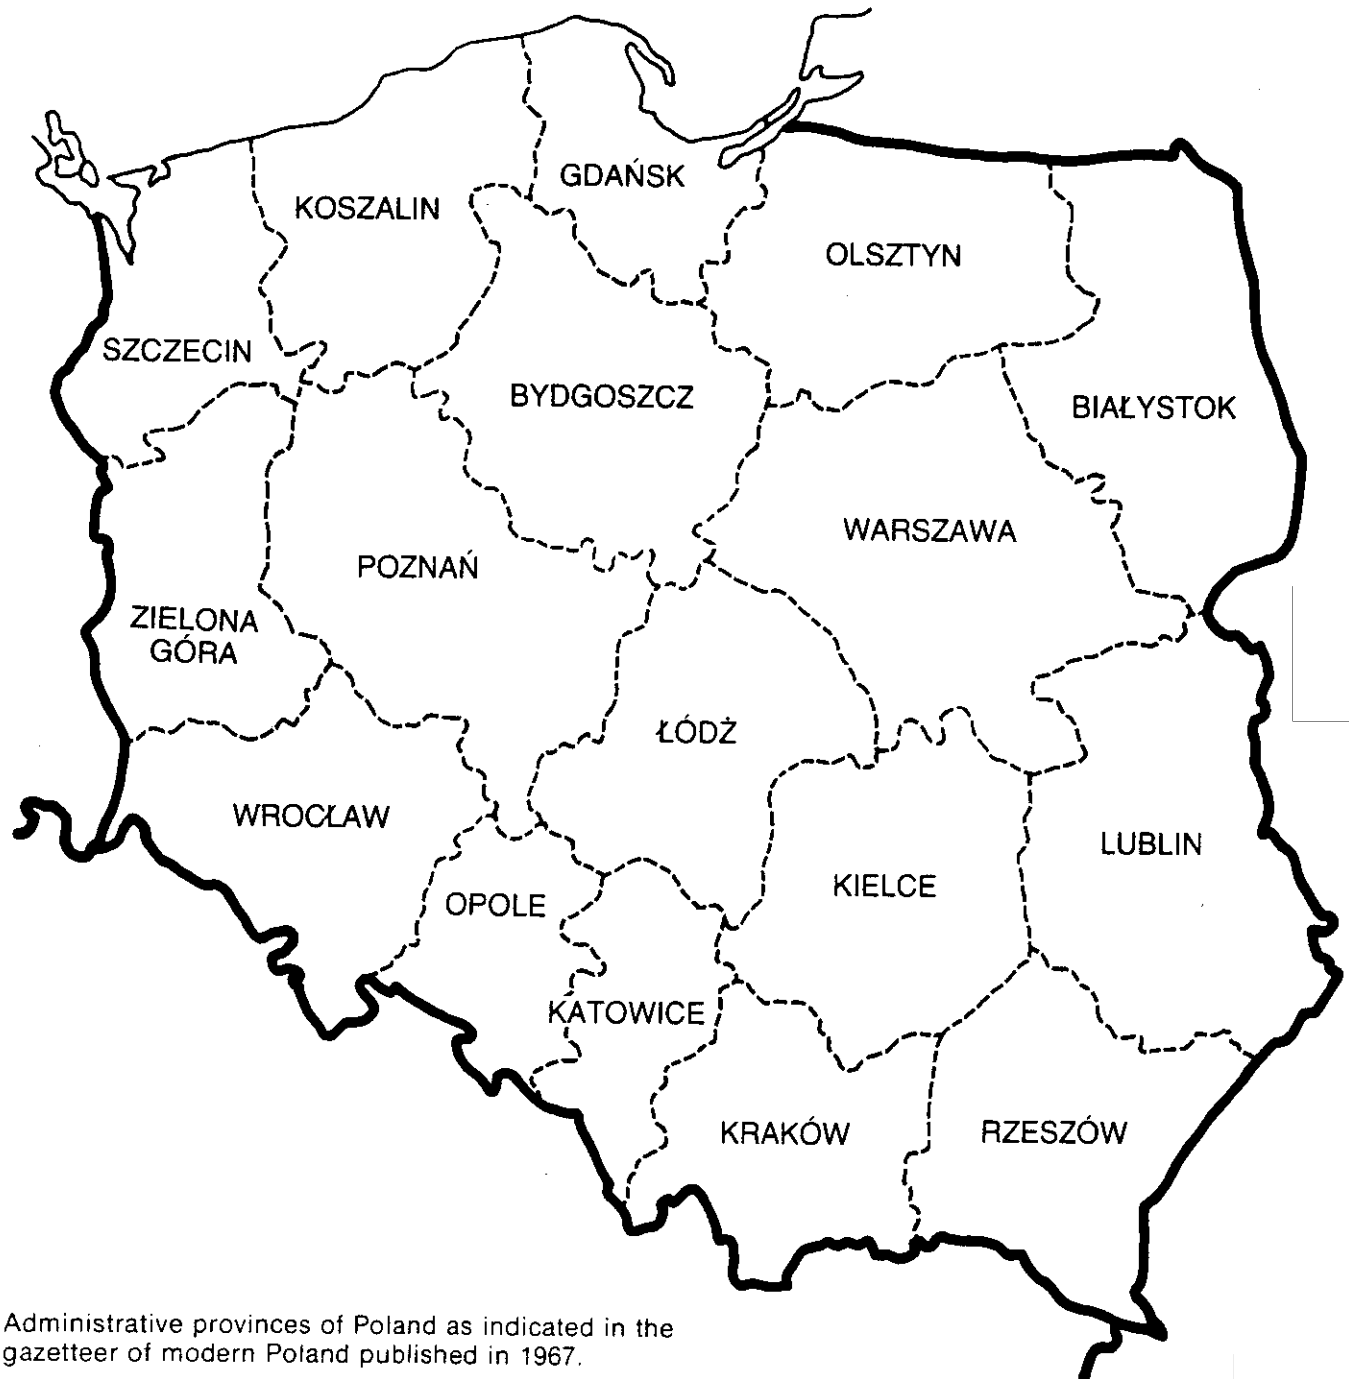 GDAŃSK
KOSZALIN
OLSZTYN
SZCZECIN
BYDGOSZCZ
BIAŁYSTOK
WARSZAWA
POZNAŃ
ZIELONA
GÓRA
ŁÓDŹ
WROCŁAW
LUBLIN
KIELCE
OPOLE
KATOWICE
KRAKÓW
RZESZÓW
Administrative provinces of Poland as indicated in the
gazetteer of modern Poland published in 1967.